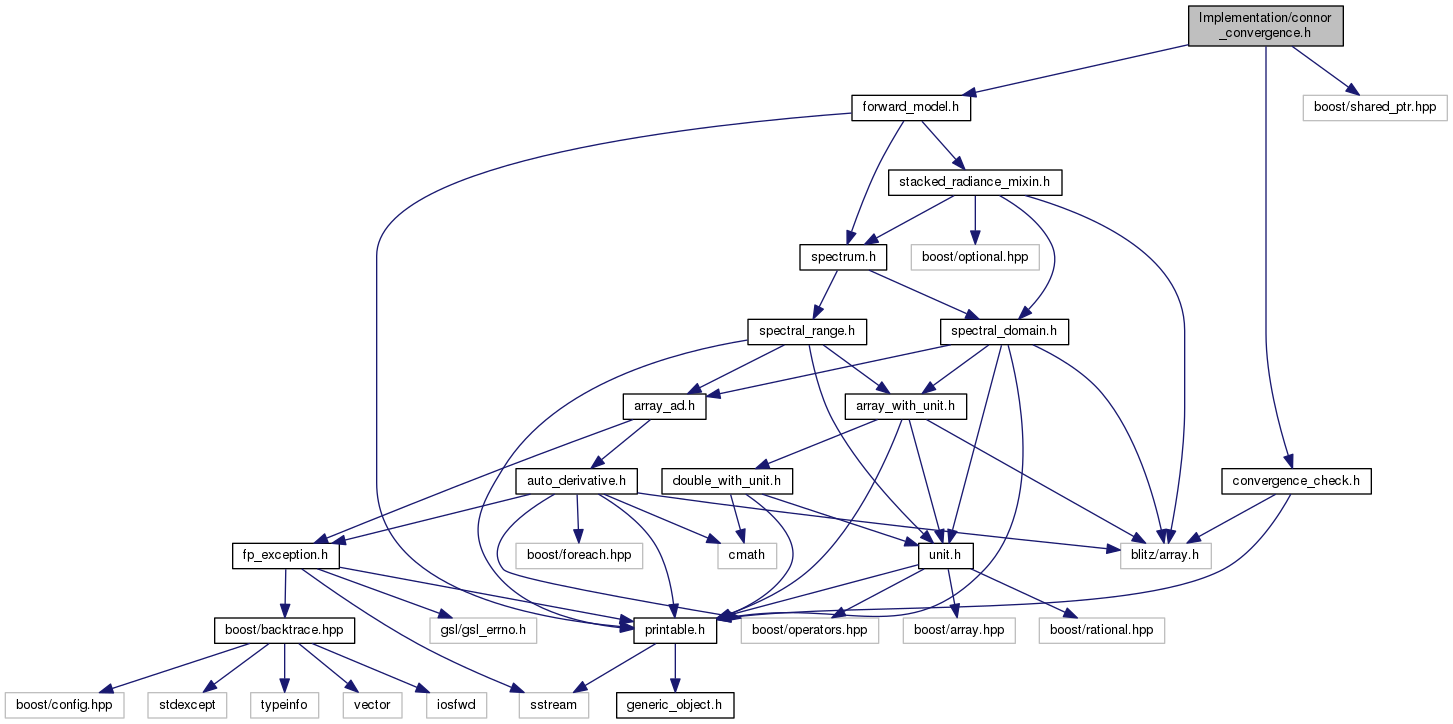 Implementation/connor
_convergence.h
forward_model.h
boost/shared_ptr.hpp
stacked_radiance_mixin.h
spectrum.h
boost/optional.hpp
spectral_range.h
spectral_domain.h
array_ad.h
array_with_unit.h
auto_derivative.h
double_with_unit.h
convergence_check.h
fp_exception.h
boost/foreach.hpp
cmath
unit.h
blitz/array.h
boost/backtrace.hpp
gsl/gsl_errno.h
printable.h
boost/operators.hpp
boost/array.hpp
boost/rational.hpp
boost/config.hpp
stdexcept
typeinfo
vector
iosfwd
sstream
generic_object.h